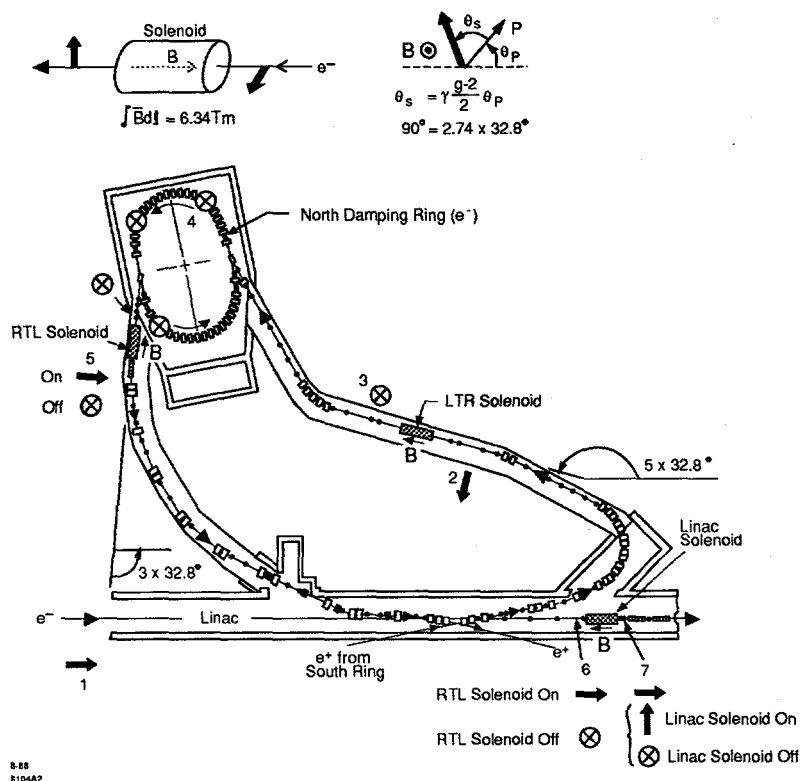 Solenoid
B
e⁻
∫B̄dl = 6.34Tm
θs
P
B
θP
θs = γ g-2/2 θP
90° = 2.74 x 32.8°
4
North Damping Ring (e⁻)
RTL Solenoid
B
5
On
Off
3
LTR Solenoid
B
2
5 x 32.8°
Linac
Solenoid
3 x 32.8°
e⁻
Linac
B
e⁺ from
South Ring
e⁺
6
7
1
RTL Solenoid On
Linac Solenoid On
RTL Solenoid Off
Linac Solenoid Off
8-88
6104A2